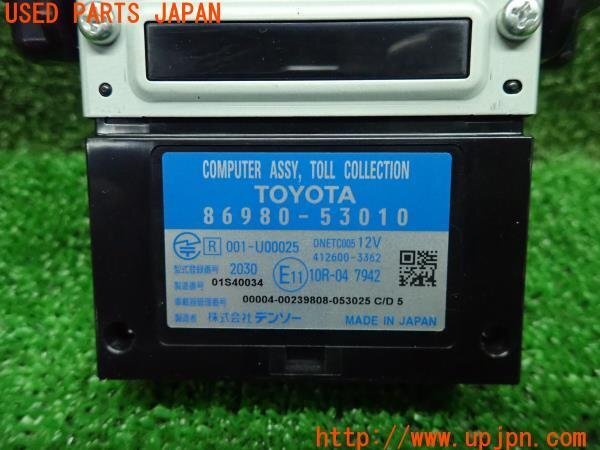 USED PARTS JAPAN
COMPUTER ASSY, TOLL COLLECTION
TOYOTA
86980-53010
R 001-U00025 DNETC005 12V
412600-3362
型式登録番号 2030 E11 10R-04 7942
製造番号 01S40034
車載器管理番号 00004-00239808-053025 C/D 5
製造者 株式会社デンソー MADE IN JAPAN
http://www.upjpn.com